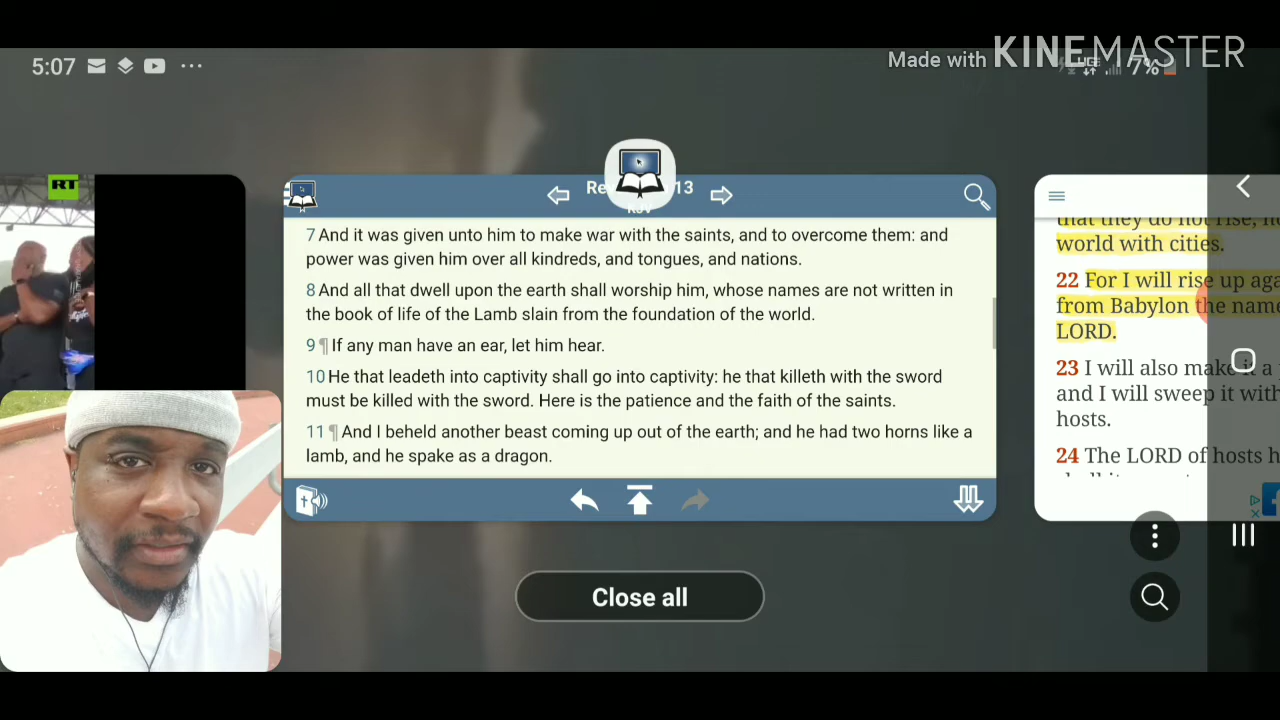 5:07
Made with KINEMASTER
7%
RT
13
7 And it was given unto him to make war with the saints, and to overcome them: and
power was given him over all kindreds, and tongues, and nations.
8 And all that dwell upon the earth shall worship him, whose names are not written in
the book of life of the Lamb slain from the foundation of the world.
9 ¶ If any man have an ear, let him hear.
10 He that leadeth into captivity shall go into captivity: he that killeth with the sword
must be killed with the sword. Here is the patience and the faith of the saints.
11 ¶ And I beheld another beast coming up out of the earth; and he had two horns like a
lamb, and he spake as a dragon.
that they do not rise,
world with cities.
22 For I will rise up
from Babylon the
LORD.
23 I will also make it a
and I will sweep it with
hosts.
24 The LORD of hosts
Close all